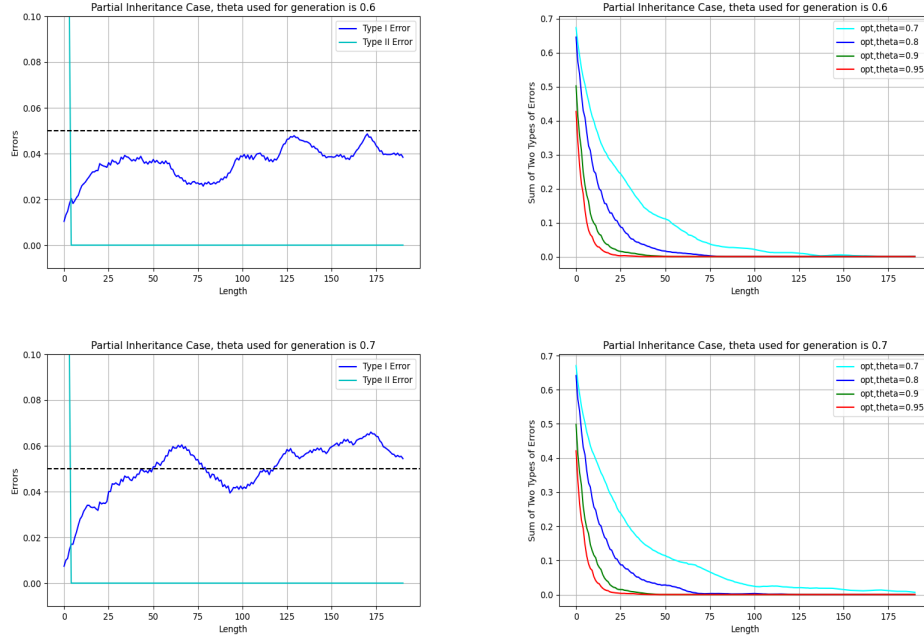 Partial Inheritance Case, theta used for generation is 0.6
0.10
0.08
0.06
0.04
0.02
0.00
Errors
Type I Error
Type II Error
0 25 50 75 100 125 150 175
Length
Partial Inheritance Case, theta used for generation is 0.6
0.7
0.6
0.5
0.4
0.3
0.2
0.1
0.0
Sum of Two Types of Errors
opt,theta=0.7
opt,theta=0.8
opt,theta=0.9
opt,theta=0.95
0 25 50 75 100 125 150 175
Length
Partial Inheritance Case, theta used for generation is 0.7
0.10
0.08
0.06
0.04
0.02
0.00
Errors
Type I Error
Type II Error
0 25 50 75 100 125 150 175
Length
Partial Inheritance Case, theta used for generation is 0.7
0.7
0.6
0.5
0.4
0.3
0.2
0.1
0.0
Sum of Two Types of Errors
opt,theta=0.7
opt,theta=0.8
opt,theta=0.9
opt,theta=0.95
0 25 50 75 100 125 150 175
Length